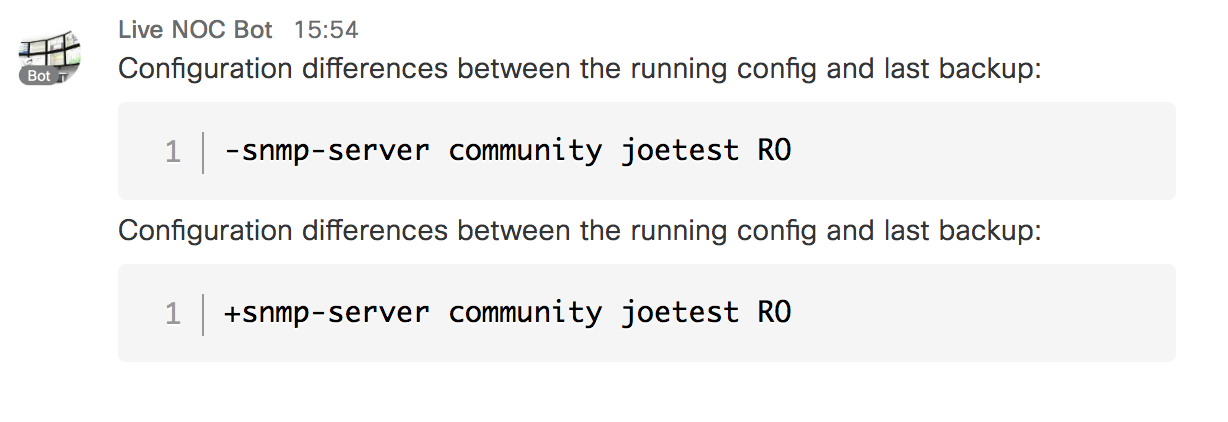 Live NOC Bot 15:54
Bot
Configuration differences between the running config and last backup:
1 -snmp-server community joetest RO
Configuration differences between the running config and last backup:
1 +snmp-server community joetest RO